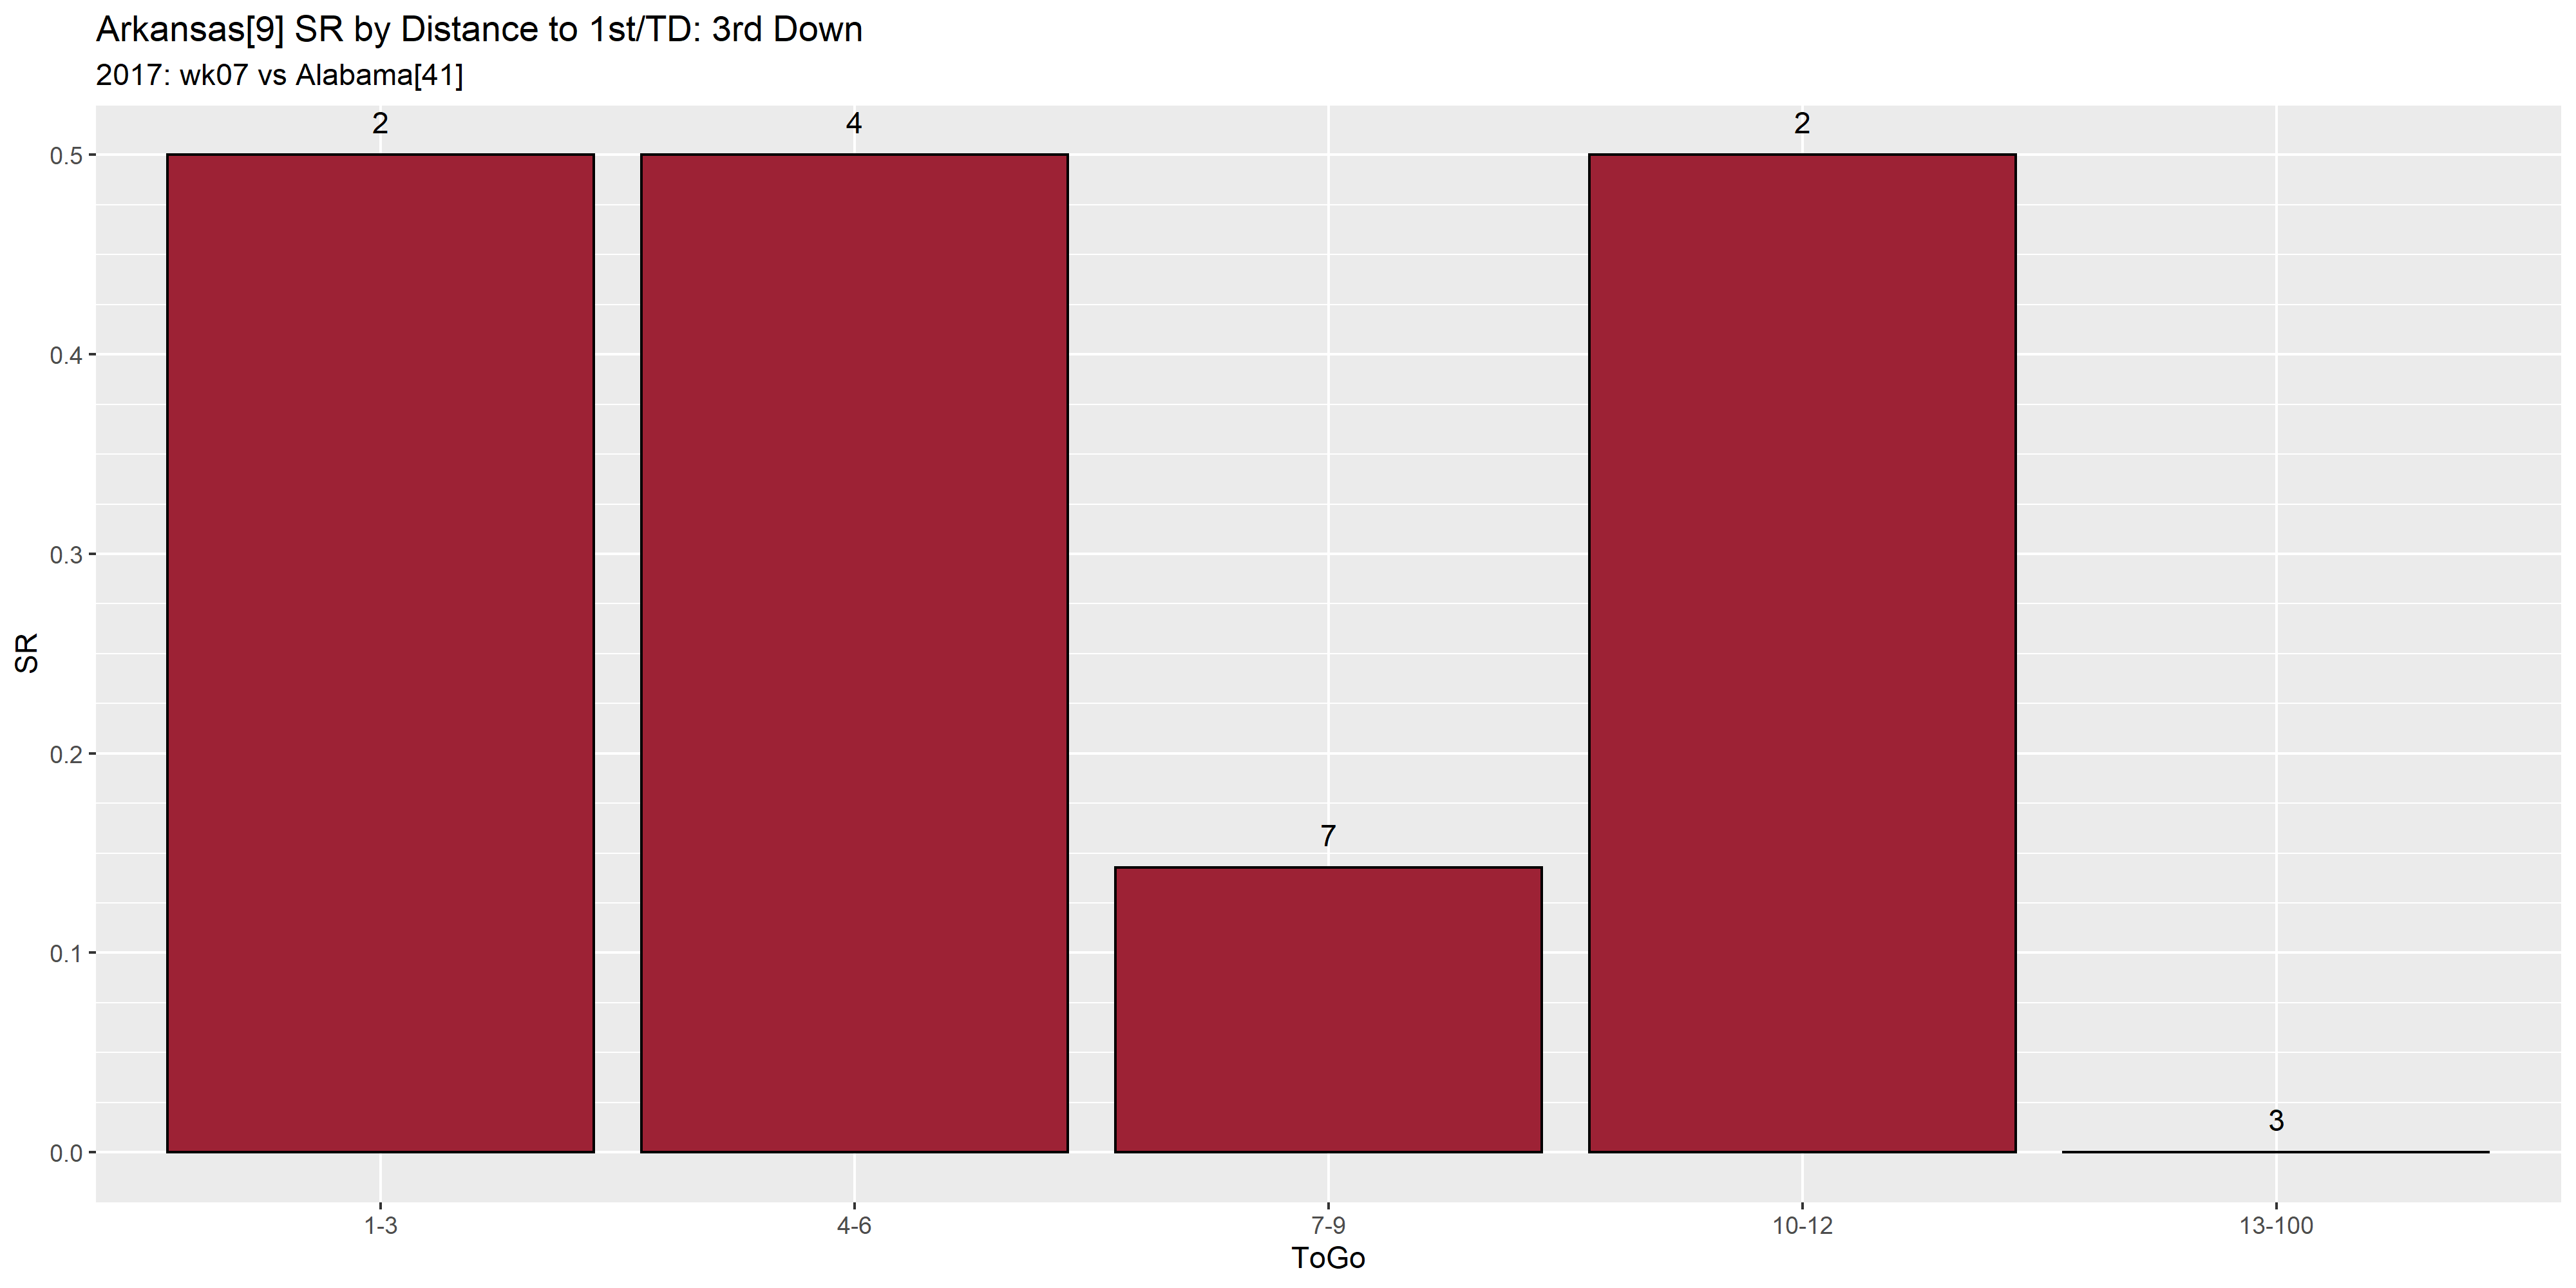 Arkansas[9] SR by Distance to 1st/TD: 3rd Down
2017: wk07 vs Alabama[41]
2 4 2
0.5
0.4
0.3
0.2
7
0.1
3
0.0
SR
1-3 4-6 7-9 10-12 13-100
ToGo